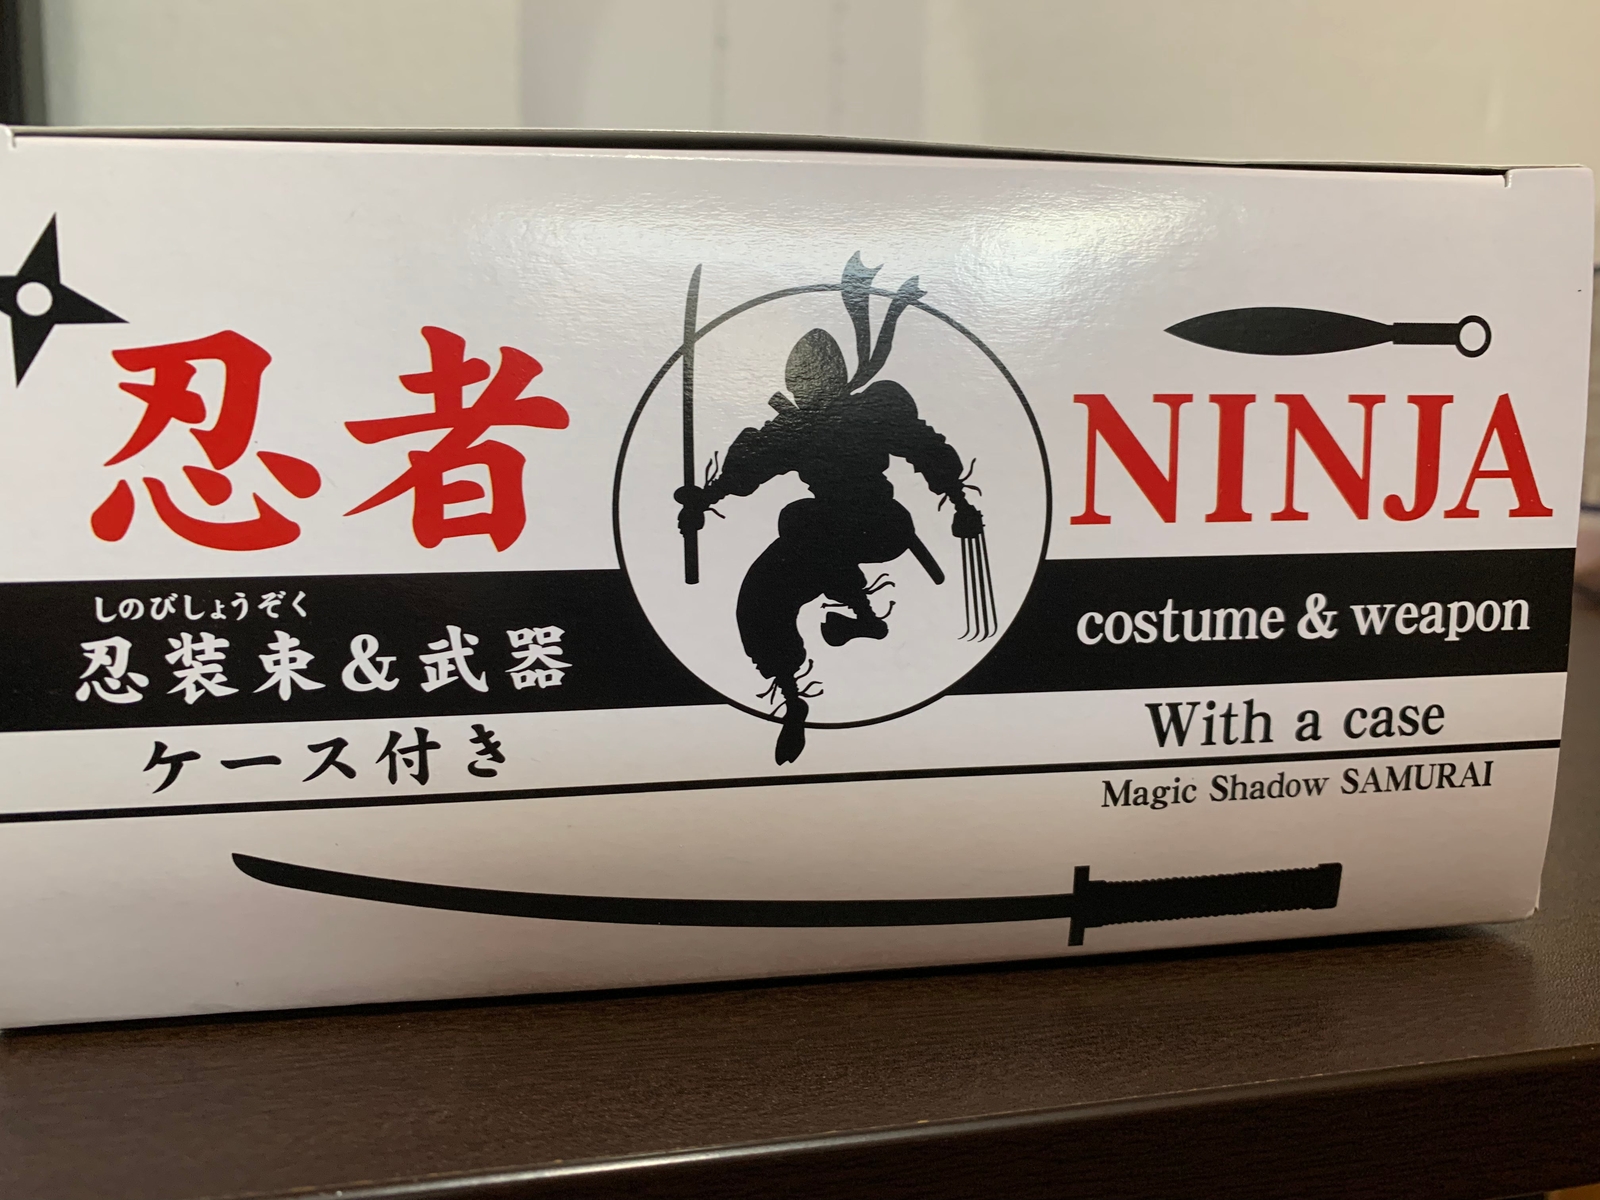 忍者
しのびしょうぞく
忍装束&武器
ケース付き
NINJA
costume & weapon
With a case
Magic Shadow SAMURAI